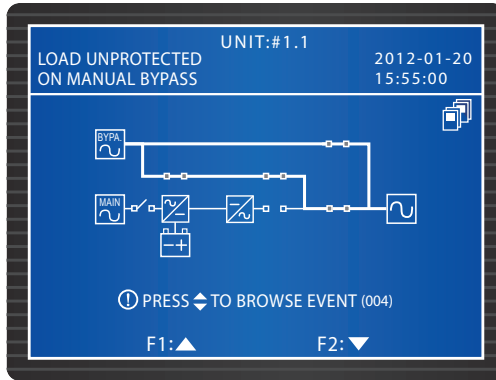 UNIT:#1.1
LOAD UNPROTECTED
2012-01-20
ON MANUAL BYPASS
15:55:00
BYPA.
MAIN
PRESS TO BROWSE EVENT (004)
F1: F2: